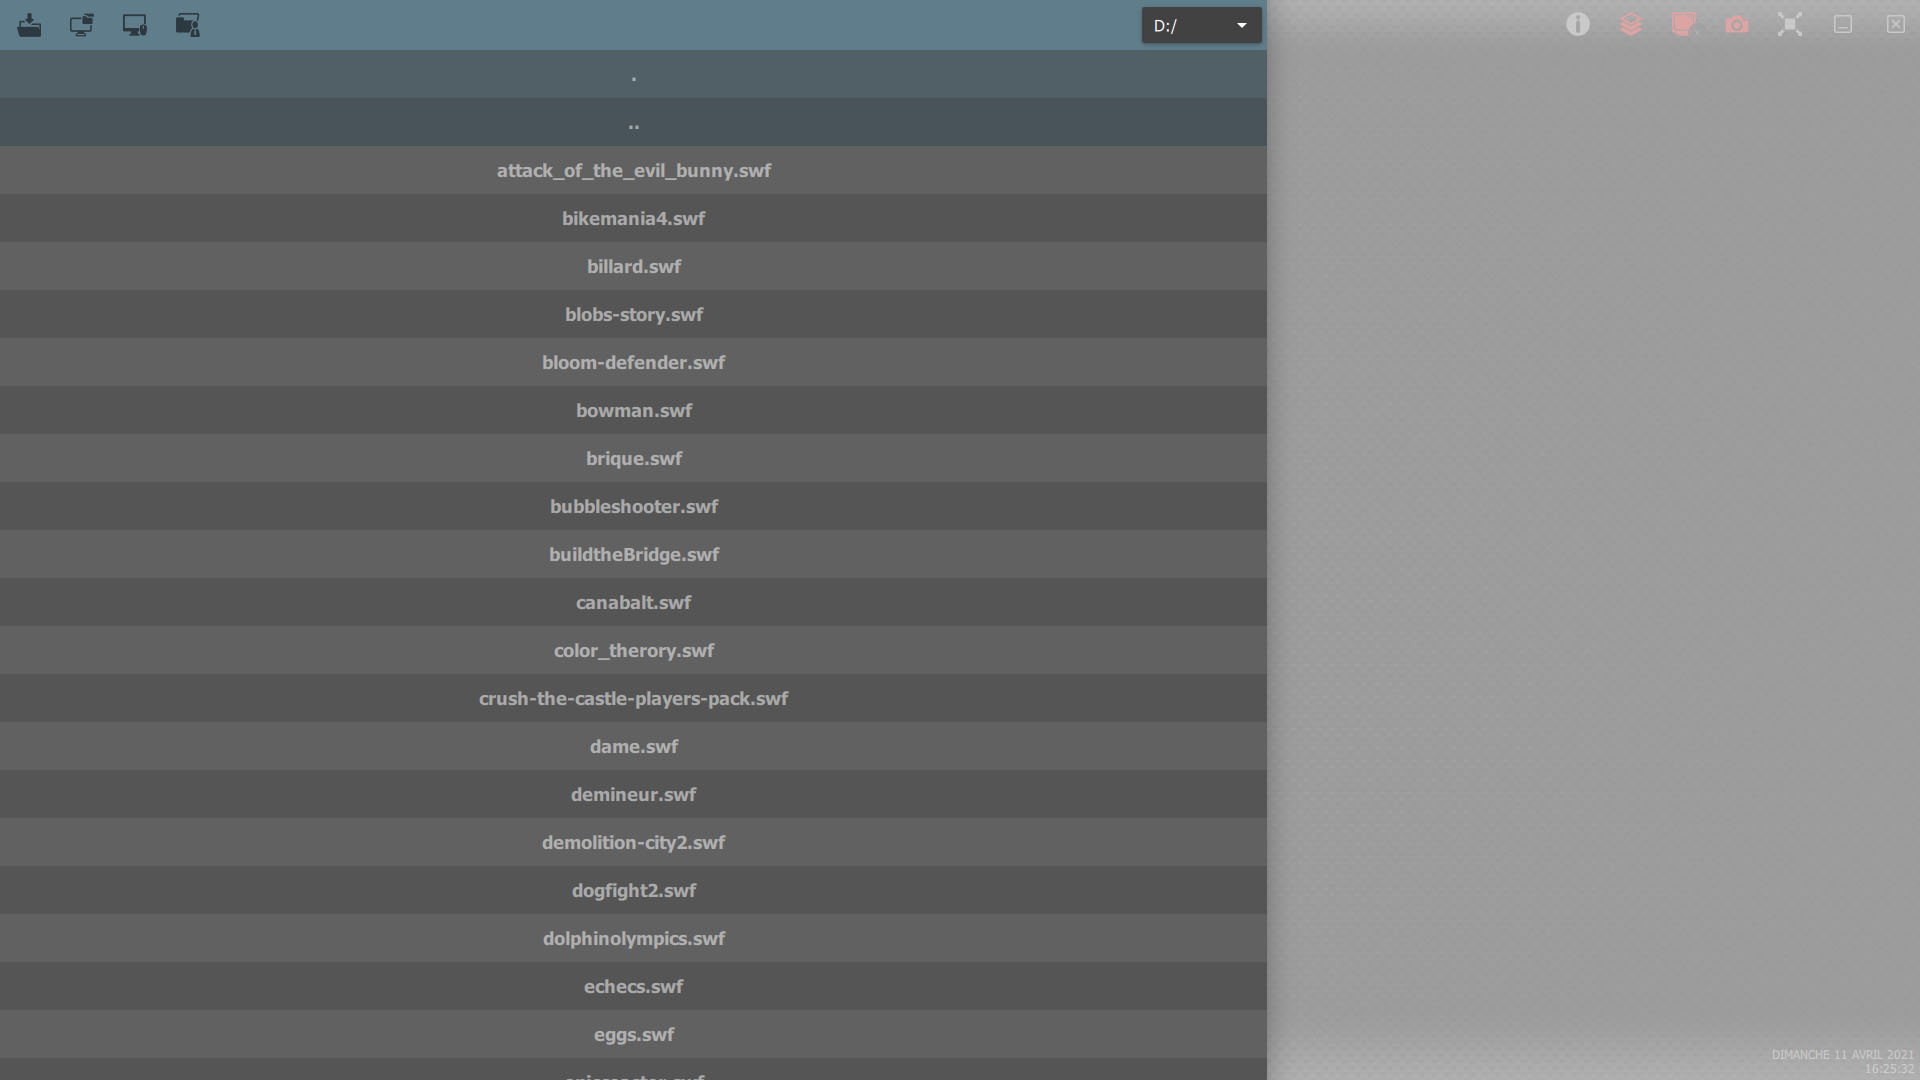 D:/
.
..
attack_of_the_evil_bunny.swf
bikemania4.swf
billard.swf
blobs-story.swf
bloom-defender.swf
bowman.swf
brique.swf
bubbleshooter.swf
buildtheBridge.swf
canabalt.swf
color_therory.swf
crush-the-castle-players-pack.swf
dame.swf
demineur.swf
demolition-city2.swf
dogfight2.swf
dolphinolympics.swf
echecs.swf
eggs.swf
DIMANCHE 11 AVRIL 2021
16:25:32